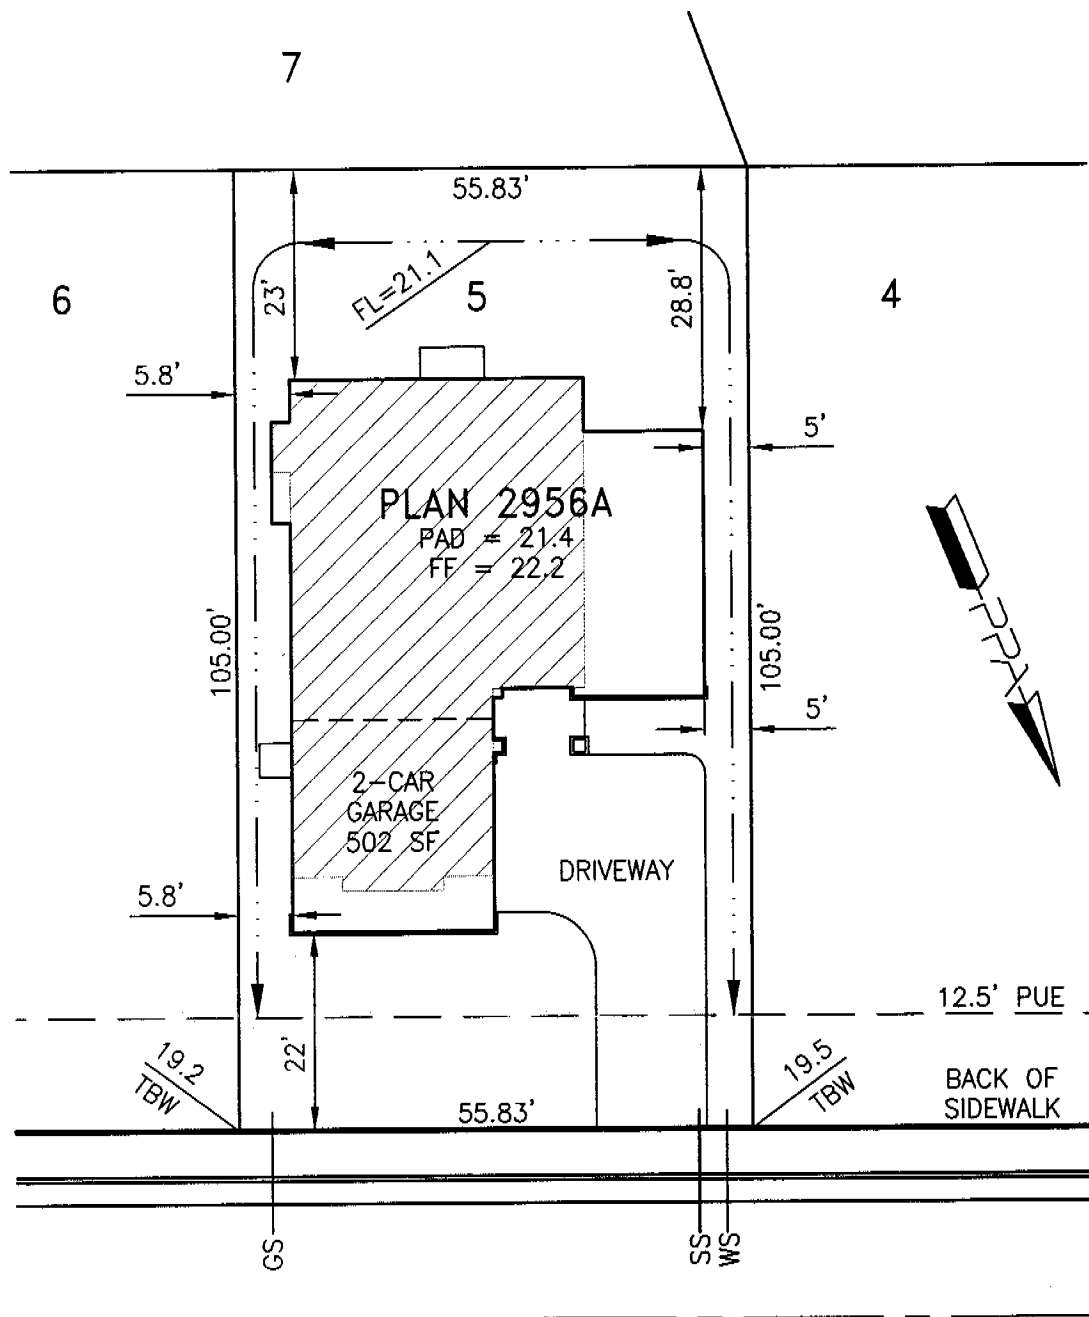 7
55.83'
23'
FL=21.1
5
28.8'
6
4
5.8'
5'
PLAN 2956A
PAD = 21.4
FF = 22.2
105.00'
105.00'
5'
2-CAR
GARAGE
502 SF
DRIVEWAY
5.8'
12.5' PUE
22'
19.2
TBW
19.5
TBW
BACK OF
SIDEWALK
55.83'
GS
SS
WS